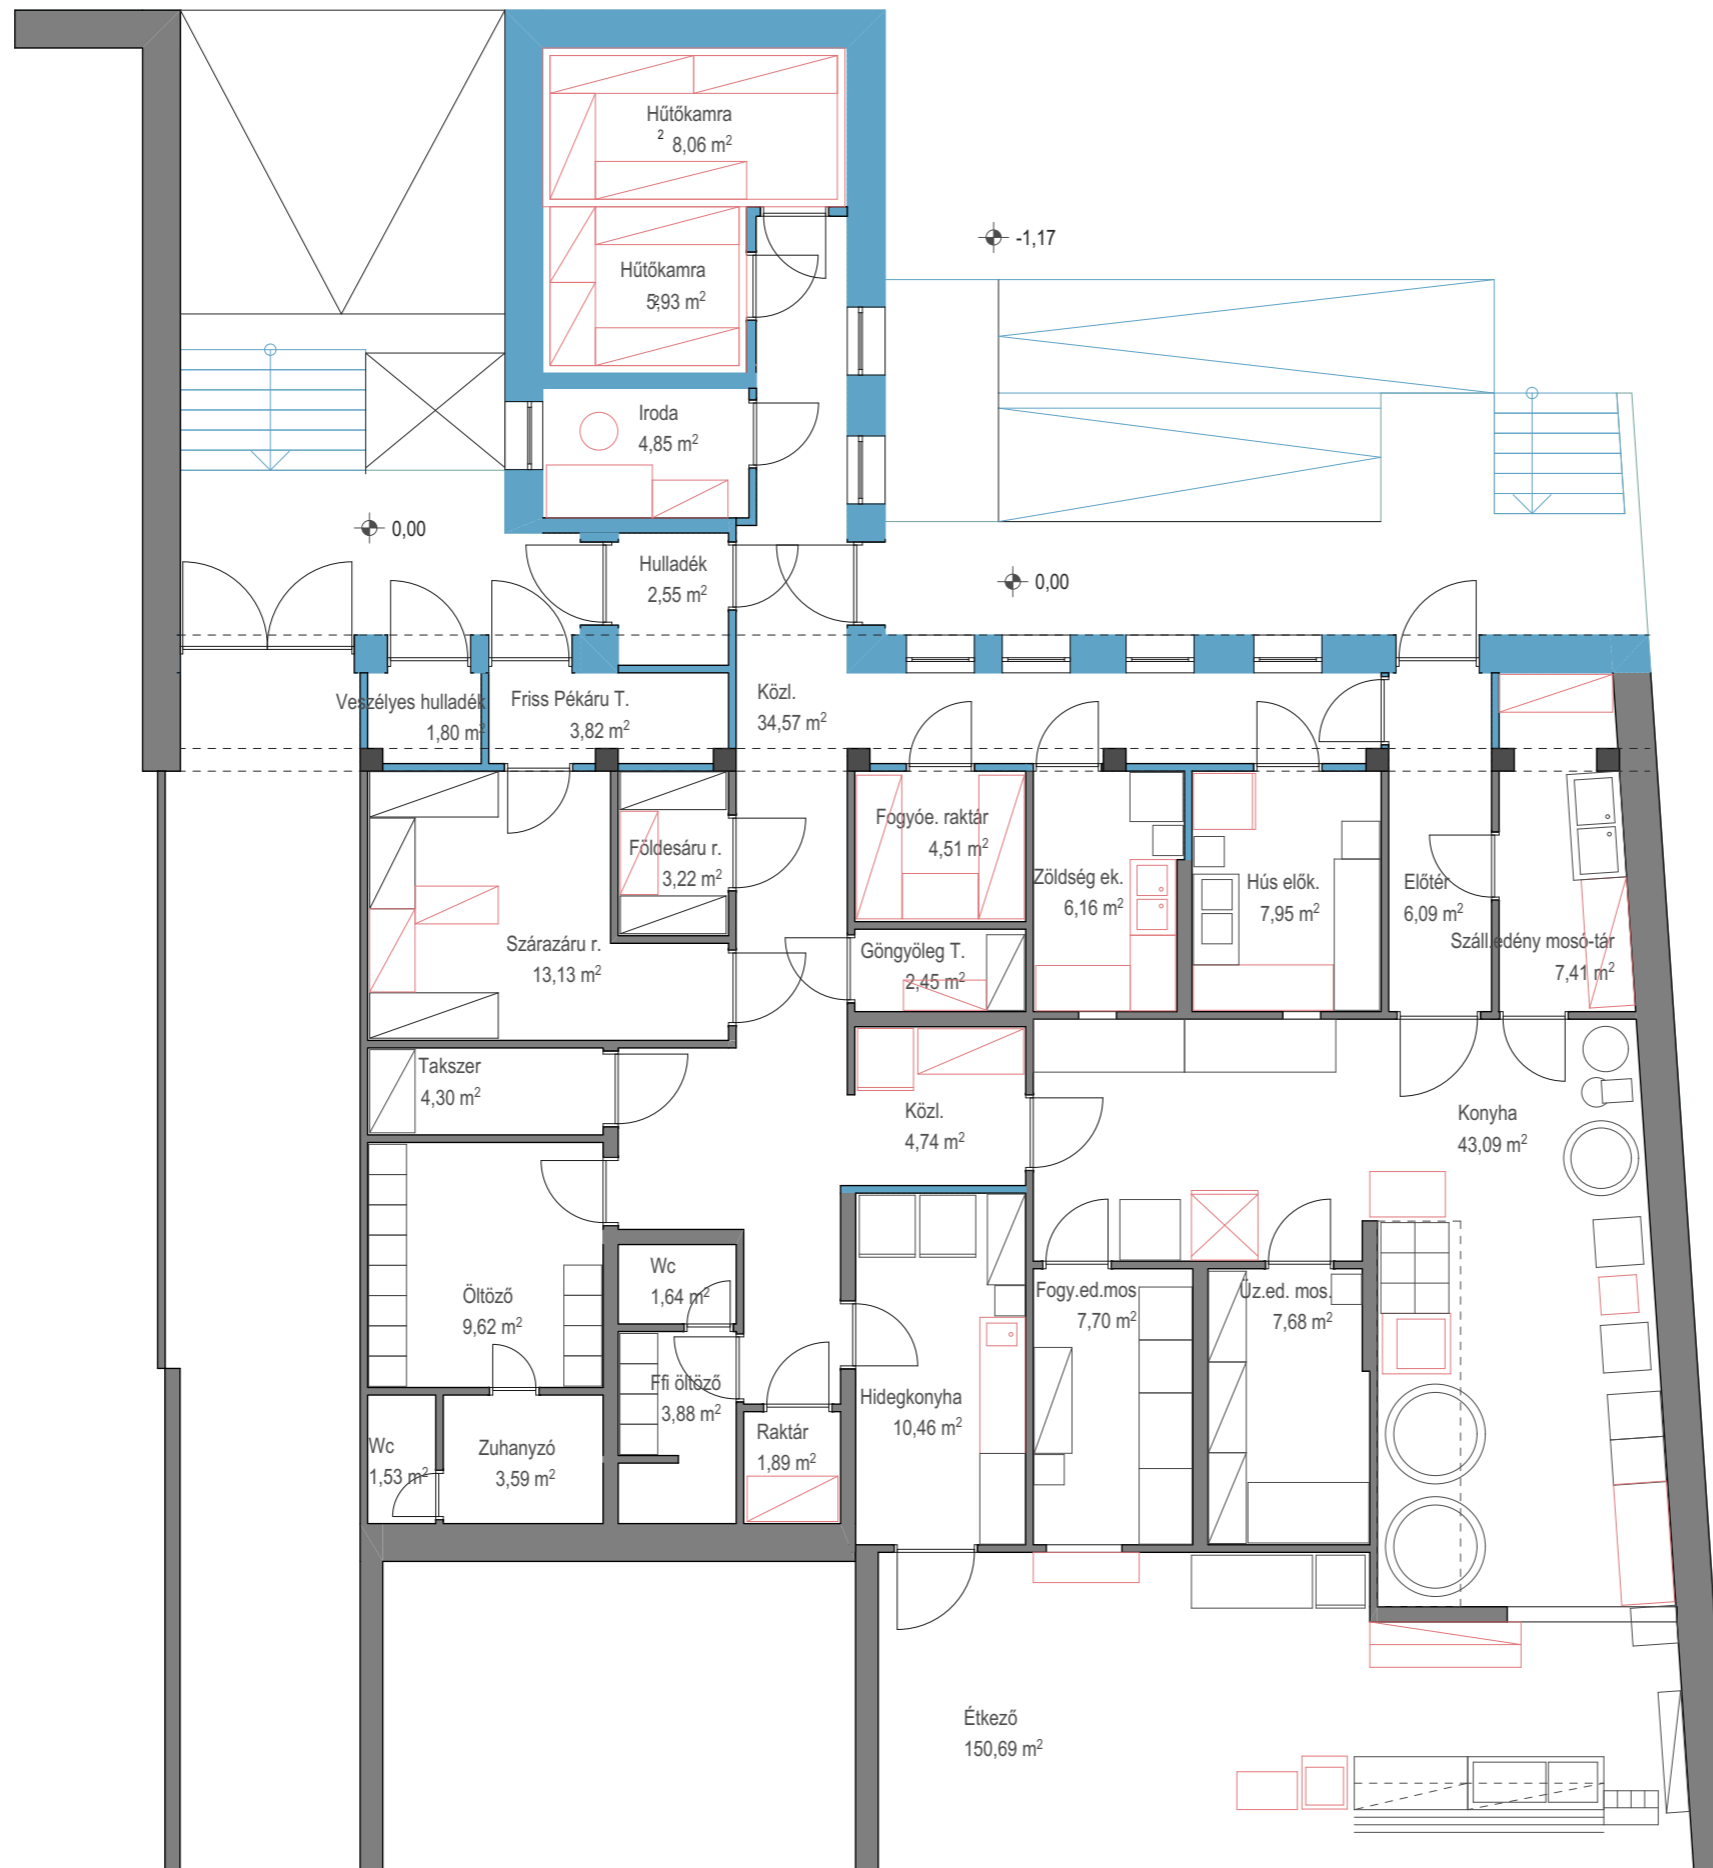 Hűtőkamra
2
8,06 m²
-1,17
Hűtőkamra
5,93 m²
Iroda
4,85 m²
0,00
Hulladék
2,55 m²
0,00
Veszélyes hulladék
1,80 m²
Friss Pékáru T.
3,82 m²
Közl.
34,57 m²
Földesáru r.
3,22 m²
Fogyóe. raktár
4,51 m²
Zöldség ek.
6,16 m²
Hús elők.
7,95 m²
Előtér
6,09 m²
Száll.edény mosó-tár
7,41 m²
Szárazáru r.
13,13 m²
Göngyöleg T.
2,45 m²
Takszer
4,30 m²
Közl.
4,74 m²
Konyha
43,09 m²
Öltöző
9,62 m²
Wc
1,64 m²
Fogy.ed.mos
7,70 m²
Üz.ed. mos.
7,68 m²
Ffi öltöző
3,88 m²
Hidegkonyha
10,46 m²
Wc
1,53 m²
Zuhanyzó
3,59 m²
Raktár
1,89 m²
Étkező
150,69 m²